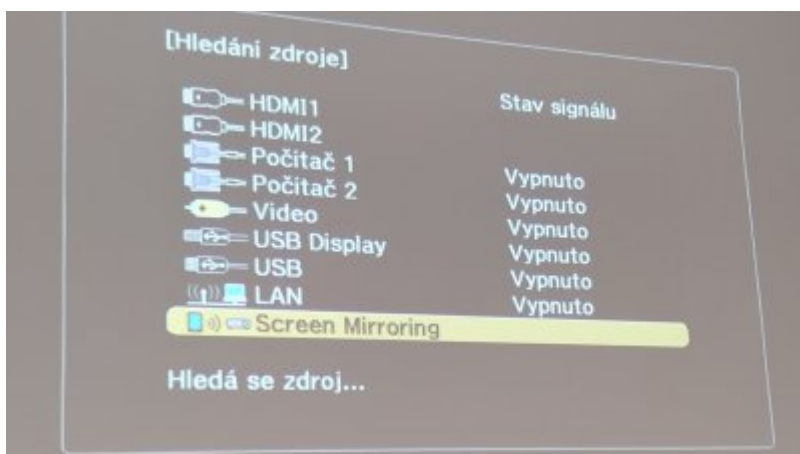 [Hledání zdroje]
Stav signálu
HDMI1
HDMI2
Počítač 1 Vypnuto
Počítač 2 Vypnuto
Video Vypnuto
USB Display Vypnuto
USB Vypnuto
LAN Vypnuto
Screen Mirroring
Hledá se zdroj...